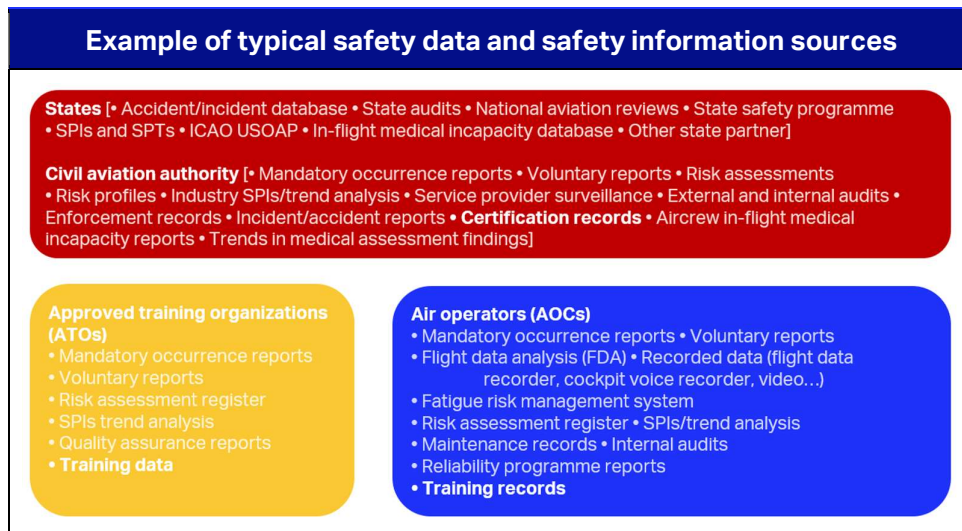 Example of typical safety data and safety information sources
States [• Accident/incident database • State audits • National aviation reviews • State safety programme
• SPIs and SPTs • ICAO USOAP • In-flight medical incapacity database • Other state partner]
Civil aviation authority [• Mandatory occurrence reports • Voluntary reports • Risk assessments
• Risk profiles • Industry SPIs/trend analysis • Service provider surveillance • External and internal audits •
Enforcement records • Incident/accident reports • Certification records • Aircrew in-flight medical
incapacity reports • Trends in medical assessment findings]
Approved training organizations
(ATOs)
• Mandatory occurrence reports
• Voluntary reports
• Risk assessment register
• SPIs trend analysis
• Quality assurance reports
• Training data
Air operators (AOCs)
• Mandatory occurrence reports • Voluntary reports
• Flight data analysis (FDA) • Recorded data (flight data
recorder, cockpit voice recorder, video...)
• Fatigue risk management system
• Risk assessment register • SPIs/trend analysis
• Maintenance records • Internal audits
• Reliability programme reports
• Training records